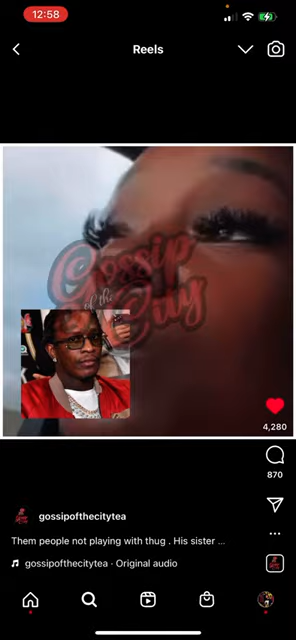 12:58
Reels
Gossip
of the
City
4,280
870
gossipofthecitytea
Them people not playing with thug . His sister ...
gossipofthecitytea · Original audio